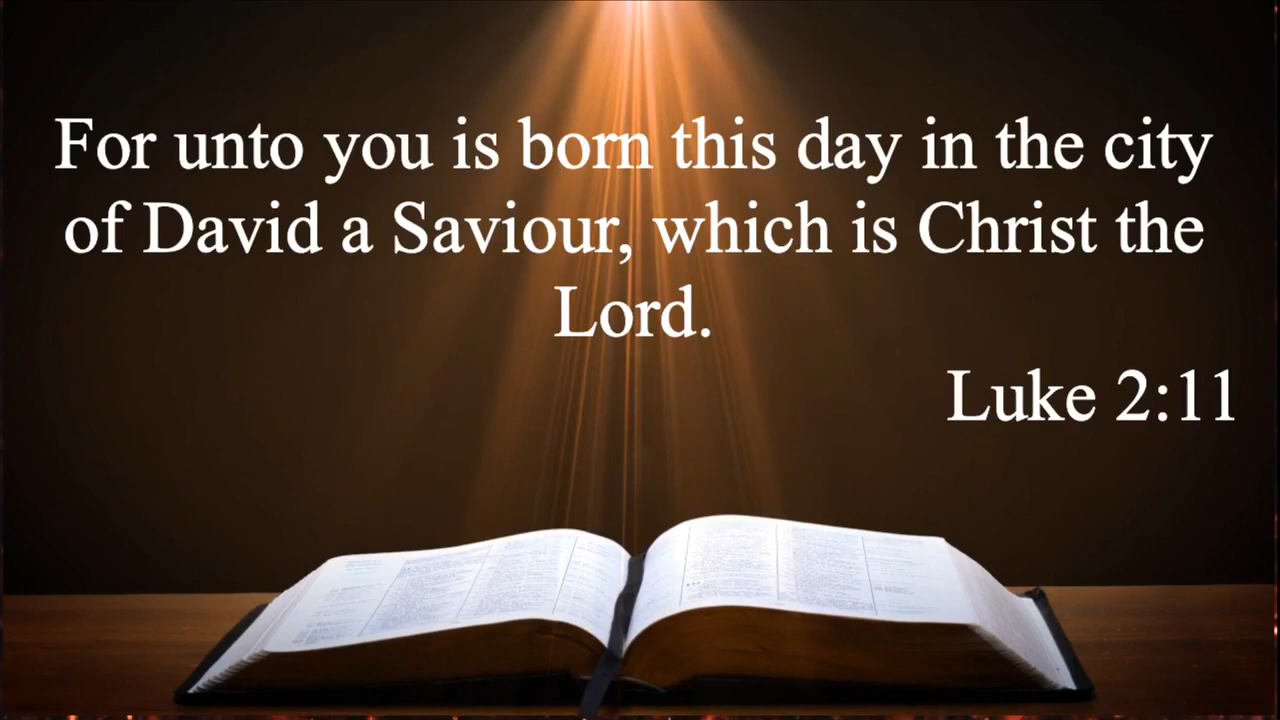 For unto you is born this day in the city
of David a Saviour, which is Christ the
Lord.
Luke 2:11